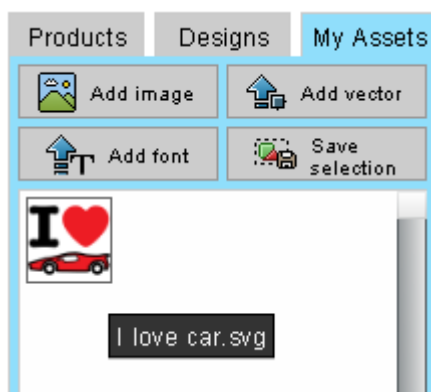 Products Designs My Assets
Add image Add vector
Add font Save
selection
I
I love car.svg